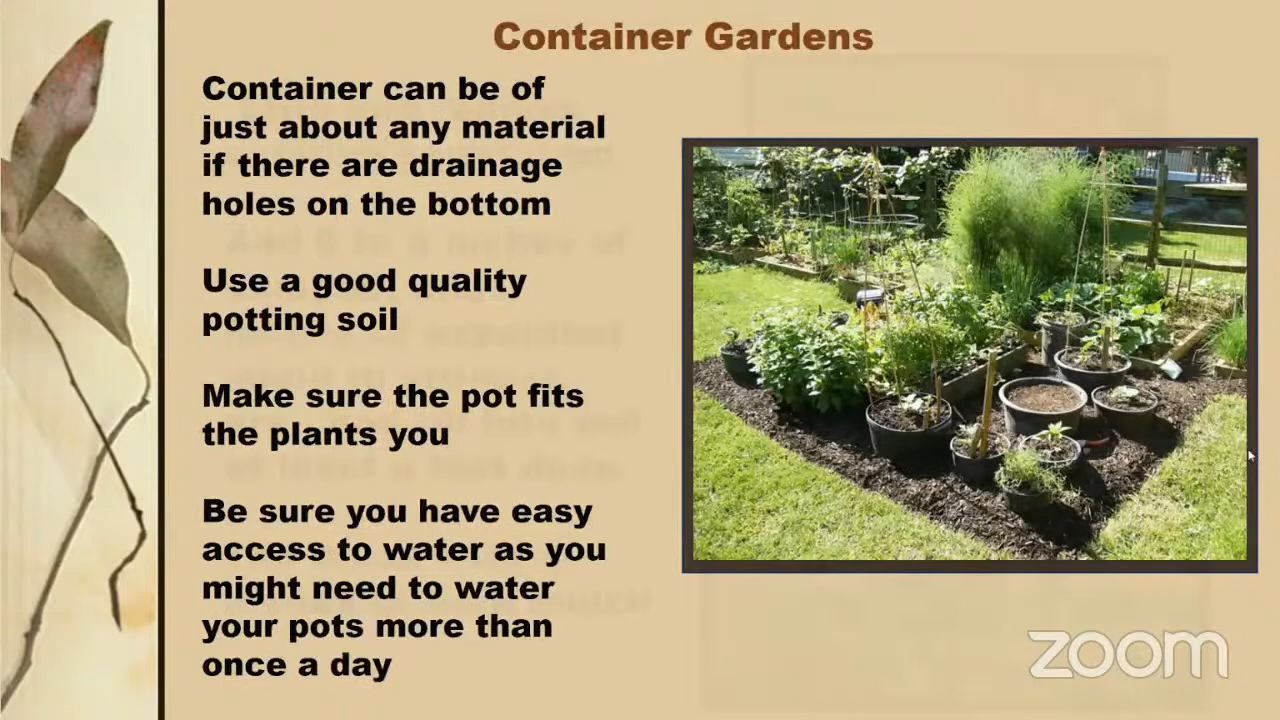 Container Gardens
Container can be of
just about any material
if there are drainage
holes on the bottom
Use a good quality
potting soil
Make sure the pot fits
the plants you
Be sure you have easy
access to water as you
might need to water
your pots more than
once a day
zoom